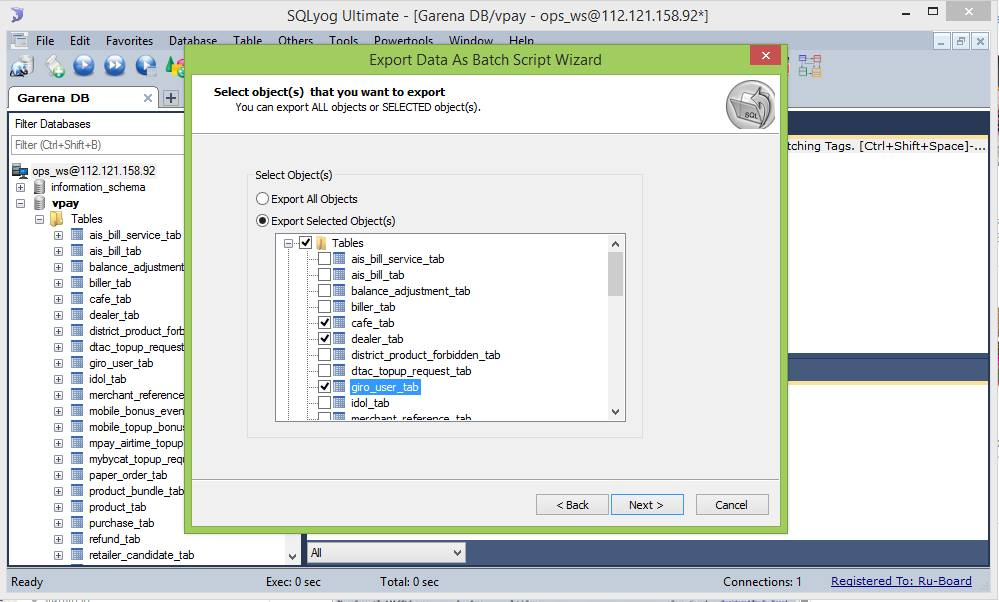 SQLyog Ultimate - [Garena DB/vpay - ops_ws@112.121.158.92*]
File Edit Favorites Database Table Others Tools Powertools Window Help
Garena DB
Filter Databases
Filter (Ctrl+Shift+B)
ops_ws@112.121.158.92
information_schema
vpay
Tables
ais_bill_service_tab
ais_bill_tab
balance_adjustment
biller_tab
cafe_tab
dealer_tab
district_product_forb
dtac_topup_request
giro_user_tab
idol_tab
merchant_reference
mobile_bonus_even
mobile_topup_bonu
mpay_airtime_topup
mybycat_topup_requ
paper_order_tab
product_bundle_tab
product_tab
purchase_tab
refund_tab
retailer_candidate_tab
Export Data As Batch Script Wizard
Select object(s) that you want to export
You can export ALL objects or SELECTED object(s).
SQL
Select Object(s)
Export All Objects
Export Selected Object(s)
Tables
ais_bill_service_tab
ais_bill_tab
balance_adjustment_tab
biller_tab
cafe_tab
dealer_tab
district_product_forbidden_tab
dtac_topup_request_tab
giro_user_tab
idol_tab
merchant_reference_tab
< Back Next > Cancel
tching Tags. [Ctrl+Shift+Space]-...
All
Ready Exec: 0 sec Total: 0 sec Connections: 1 Registered To: Ru-Board